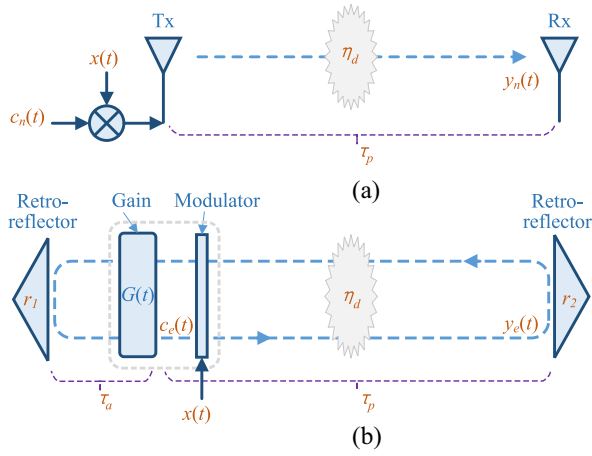 Tx
Rx
x(t)
η_d
y_n(t)
c_n(t)
τ_p
(a)
Retro-
reflector
Gain
Modulator
Retro-
reflector
r_1
G(t)
c_e(t)
η_d
y_e(t)
r_2
τ_a
x(t)
τ_p
(b)